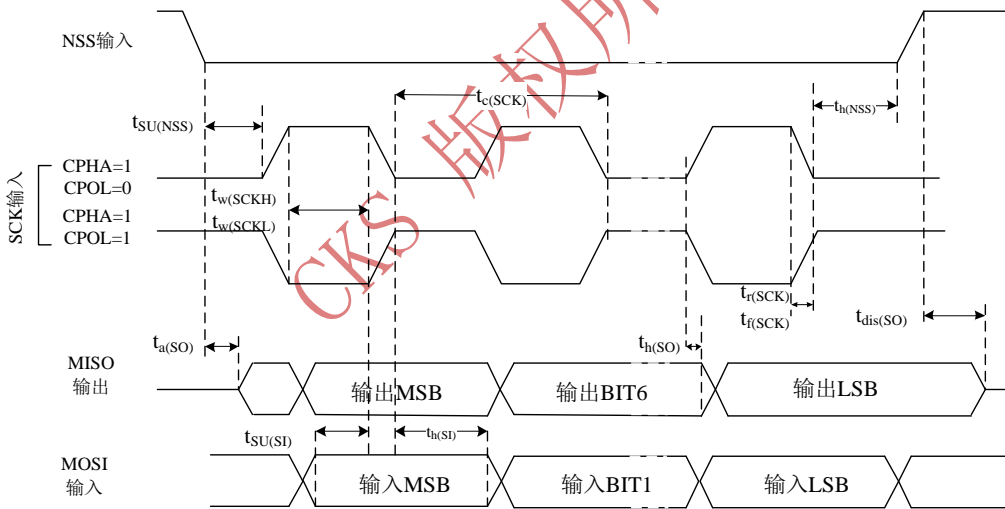 NSS输入
tc(SCK)
th(NSS)
tSU(NSS)
SCK输入
CPHA=1
CPOL=0
CPHA=1
CPOL=1
tw(SCKH)
tw(SCKL)
CKS 版权所
tr(SCK)
tf(SCK)
tdis(SO)
ta(SO)
th(SO)
MISO
输出
输出MSB
输出BIT6
输出LSB
tSU(SI)
th(SI)
MOSI
输入
输入MSB
输入BIT1
输入LSB